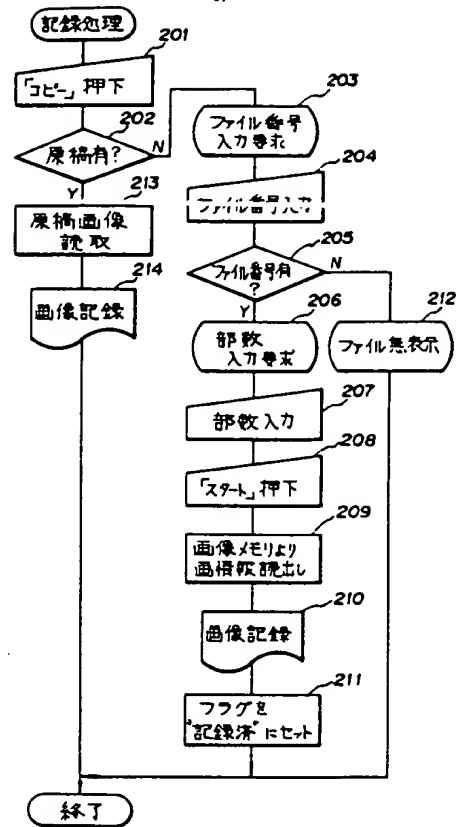 記録処理
201
「コピー」押下
202
原稿有?
N
Y
213
原稿画像
読取
214
画像記録
203
ファイル番号
入力要求
204
ファイル番号入力
205
ファイル番号有
?
N
Y
206
部数
入力要求
212
ファイル無表示
207
部数入力
208
「スタート」押下
209
画像メモリより
画情報読出し
210
画像記録
211
フラグを
"記録済"にセット
終了